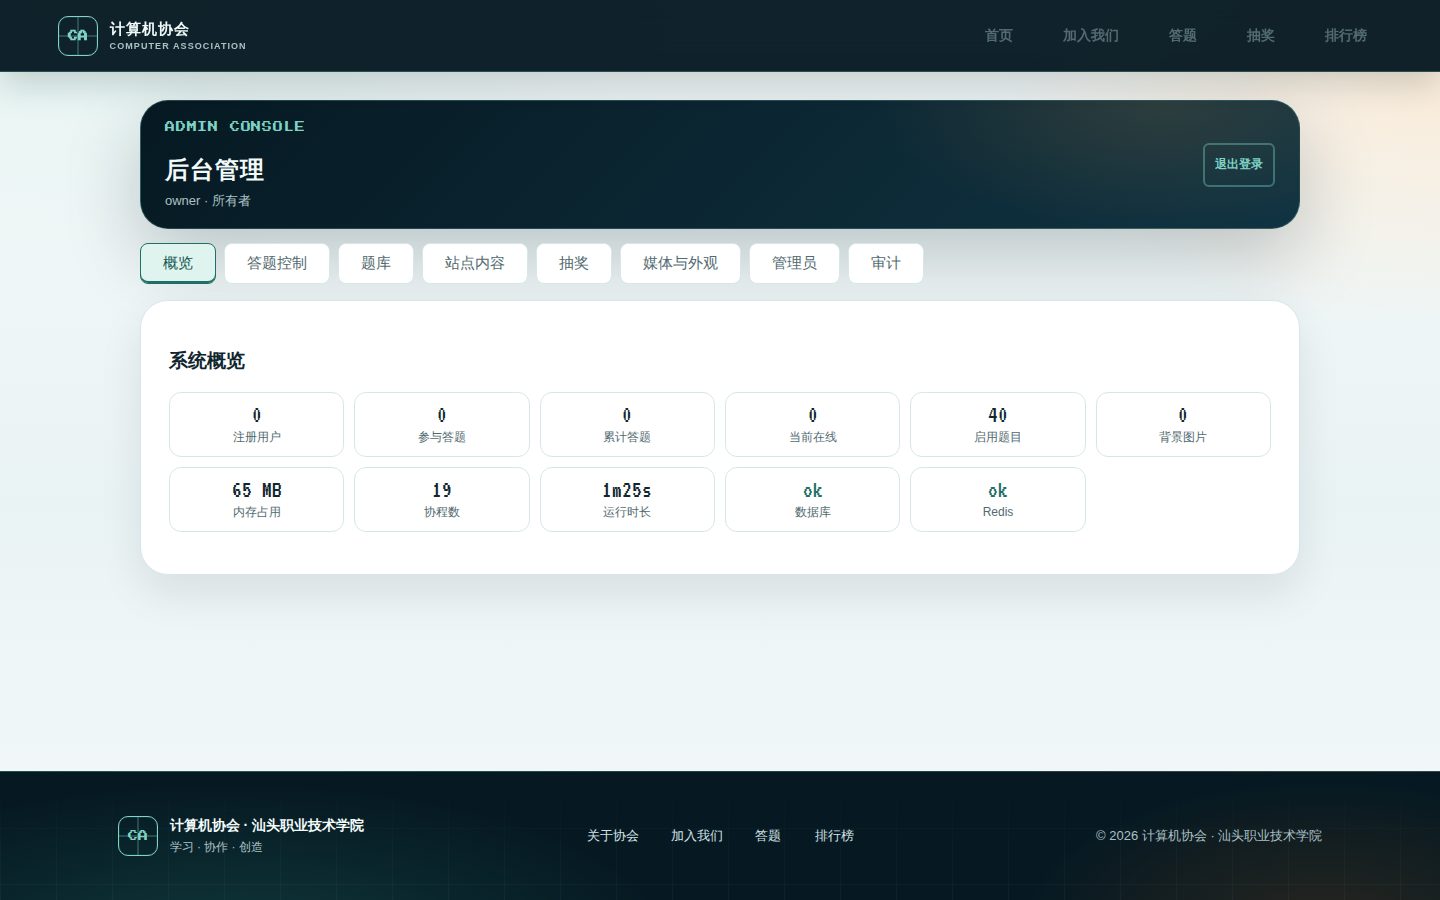 CA
计算机协会
COMPUTER ASSOCIATION
首页 加入我们 答题 抽奖 排行榜
ADMIN CONSOLE
后台管理
owner · 所有者
退出登录
概览 答题控制 题库 站点内容 抽奖 媒体与外观 管理员 审计
系统概览
0 0 0 0 40 0
注册用户 参与答题 累计答题 当前在线 启用题目 背景图片
65 MB 19 1m25s ok ok
内存占用 协程数 运行时长 数据库 Redis
CA
计算机协会 · 汕头职业技术学院
学习 · 协作 · 创造
关于协会 加入我们 答题 排行榜
© 2026 计算机协会 · 汕头职业技术学院